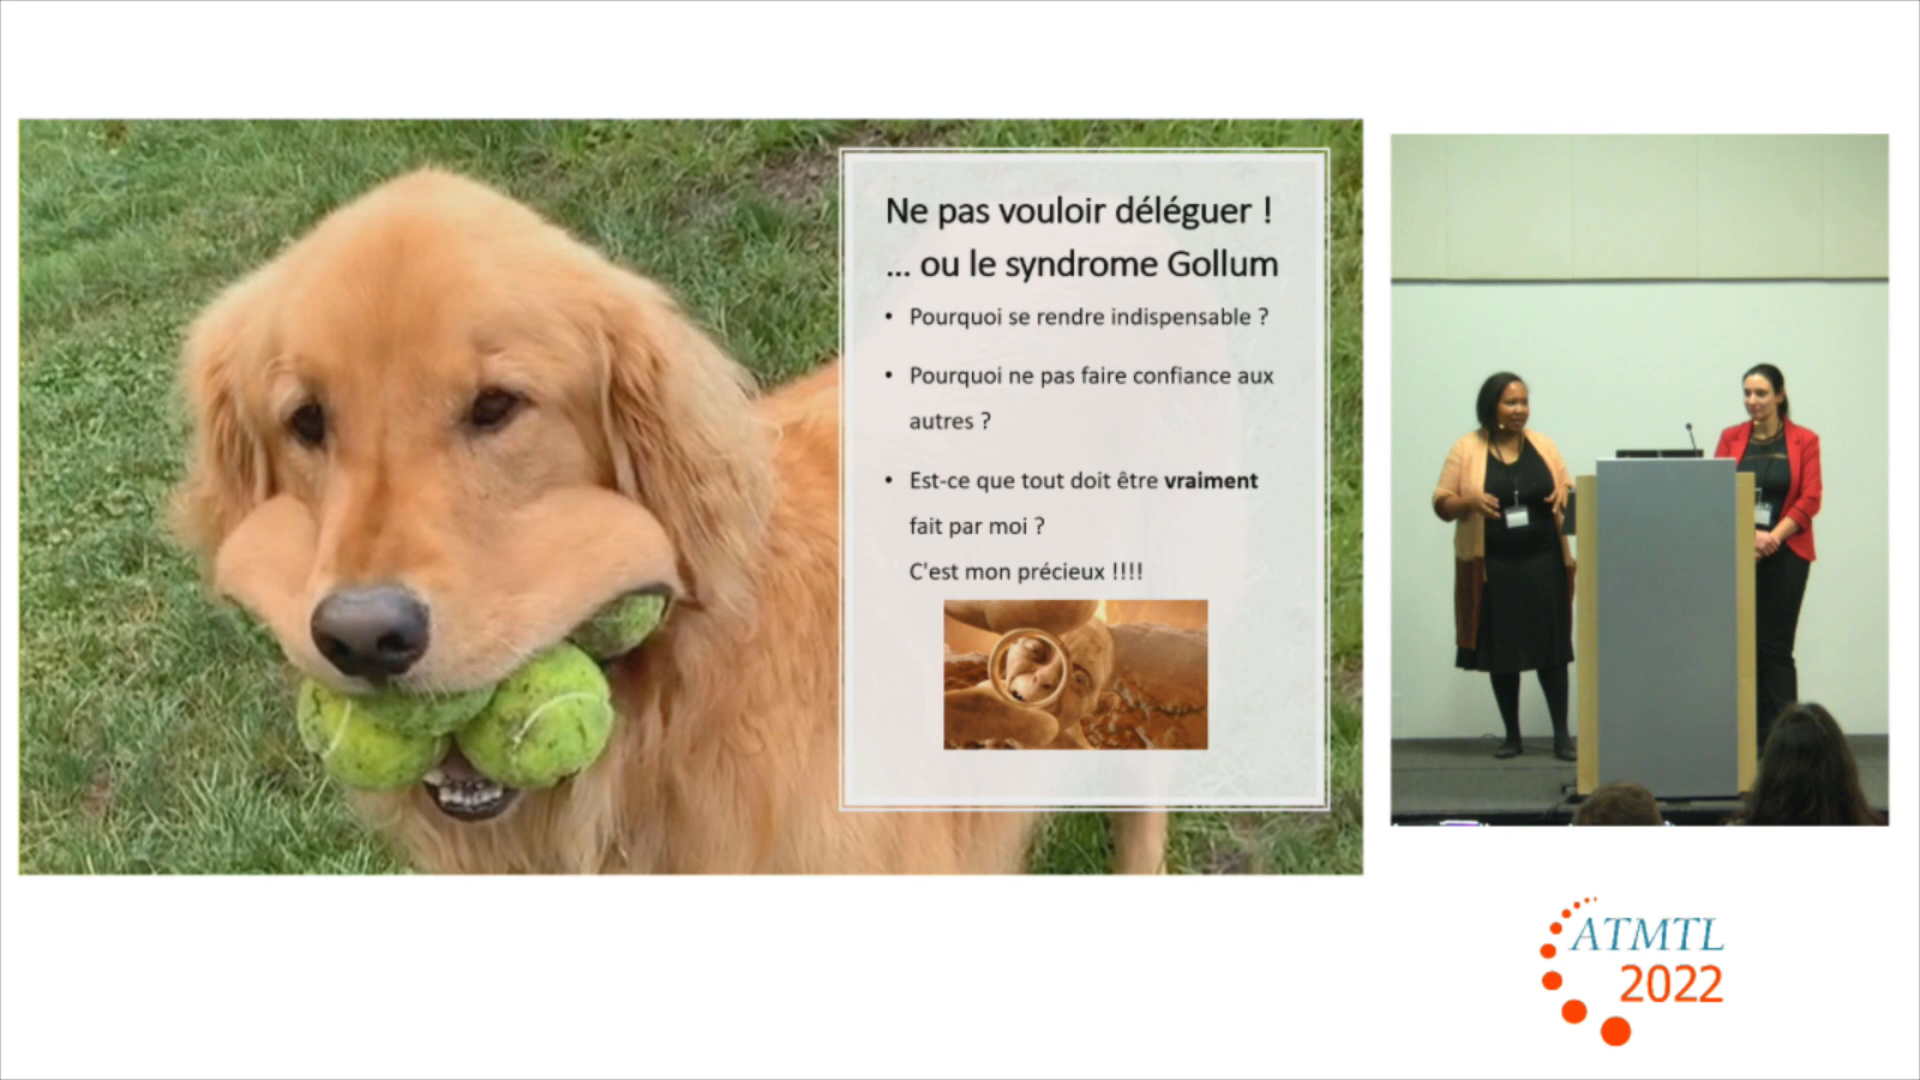 Ne pas vouloir déléguer !
... ou le syndrome Gollum
• Pourquoi se rendre indispensable ?
• Pourquoi ne pas faire confiance aux
autres ?
• Est-ce que tout doit être vraiment
fait par moi ?
C'est mon précieux !!!!
ATMTL
2022